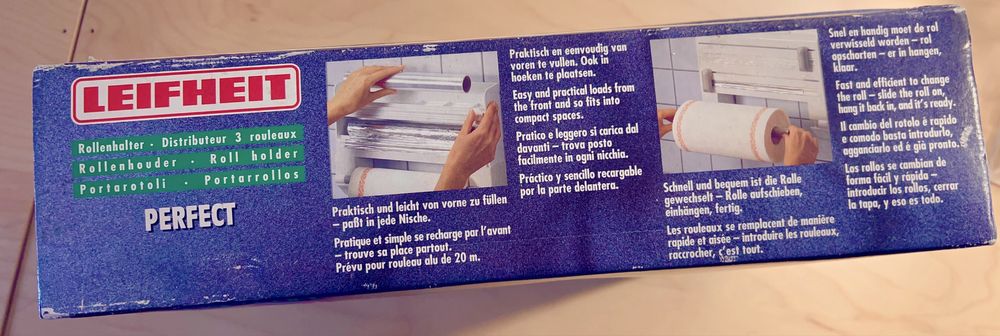 LEIFHEIT
Rollenhalter · Distributeur 3 rouleaux
Rollenhouder · Roll holder
Portarotoli · Portarrollos
PERFECT
Praktisch und leicht von vorne zu füllen
– paßt in jede Nische.
Pratique et simple se recharge par l'avant
– trouve sa place partout.
Prévu pour rouleau alu de 20 m.
Praktisch en eenvoudig van
voren te vullen. Ook in
hoeken te plaatsen.
Easy and practical loads from
the front and so fits into
compact spaces.
Pratico e leggero si carica dal
davanti – trova posto
facilmente in ogni nicchia.
Práctico y sencillo recargable
por la parte delantera.
Schnell und bequem ist die Rolle
gewechselt – Rolle aufschieben,
einhängen, fertig.
Les rouleaux se remplacent de manière
rapide et aisée – introduire les rouleaux,
raccrocher, c'est tout.
Snel en handig moet de rol
verwisseld worden – rol
opschorten – er in hangen,
klaar.
Fast and efficient to change
the roll – slide the roll on,
hang it back in, and it's ready.
Il cambio del rotolo è rapido
e comodo basta introdurlo,
agganciarlo ed è già pronto.
Los rollos se cambian de
forma fácil y rápida –
introducir los rollos, cerrar
la tapa, y eso es todo.